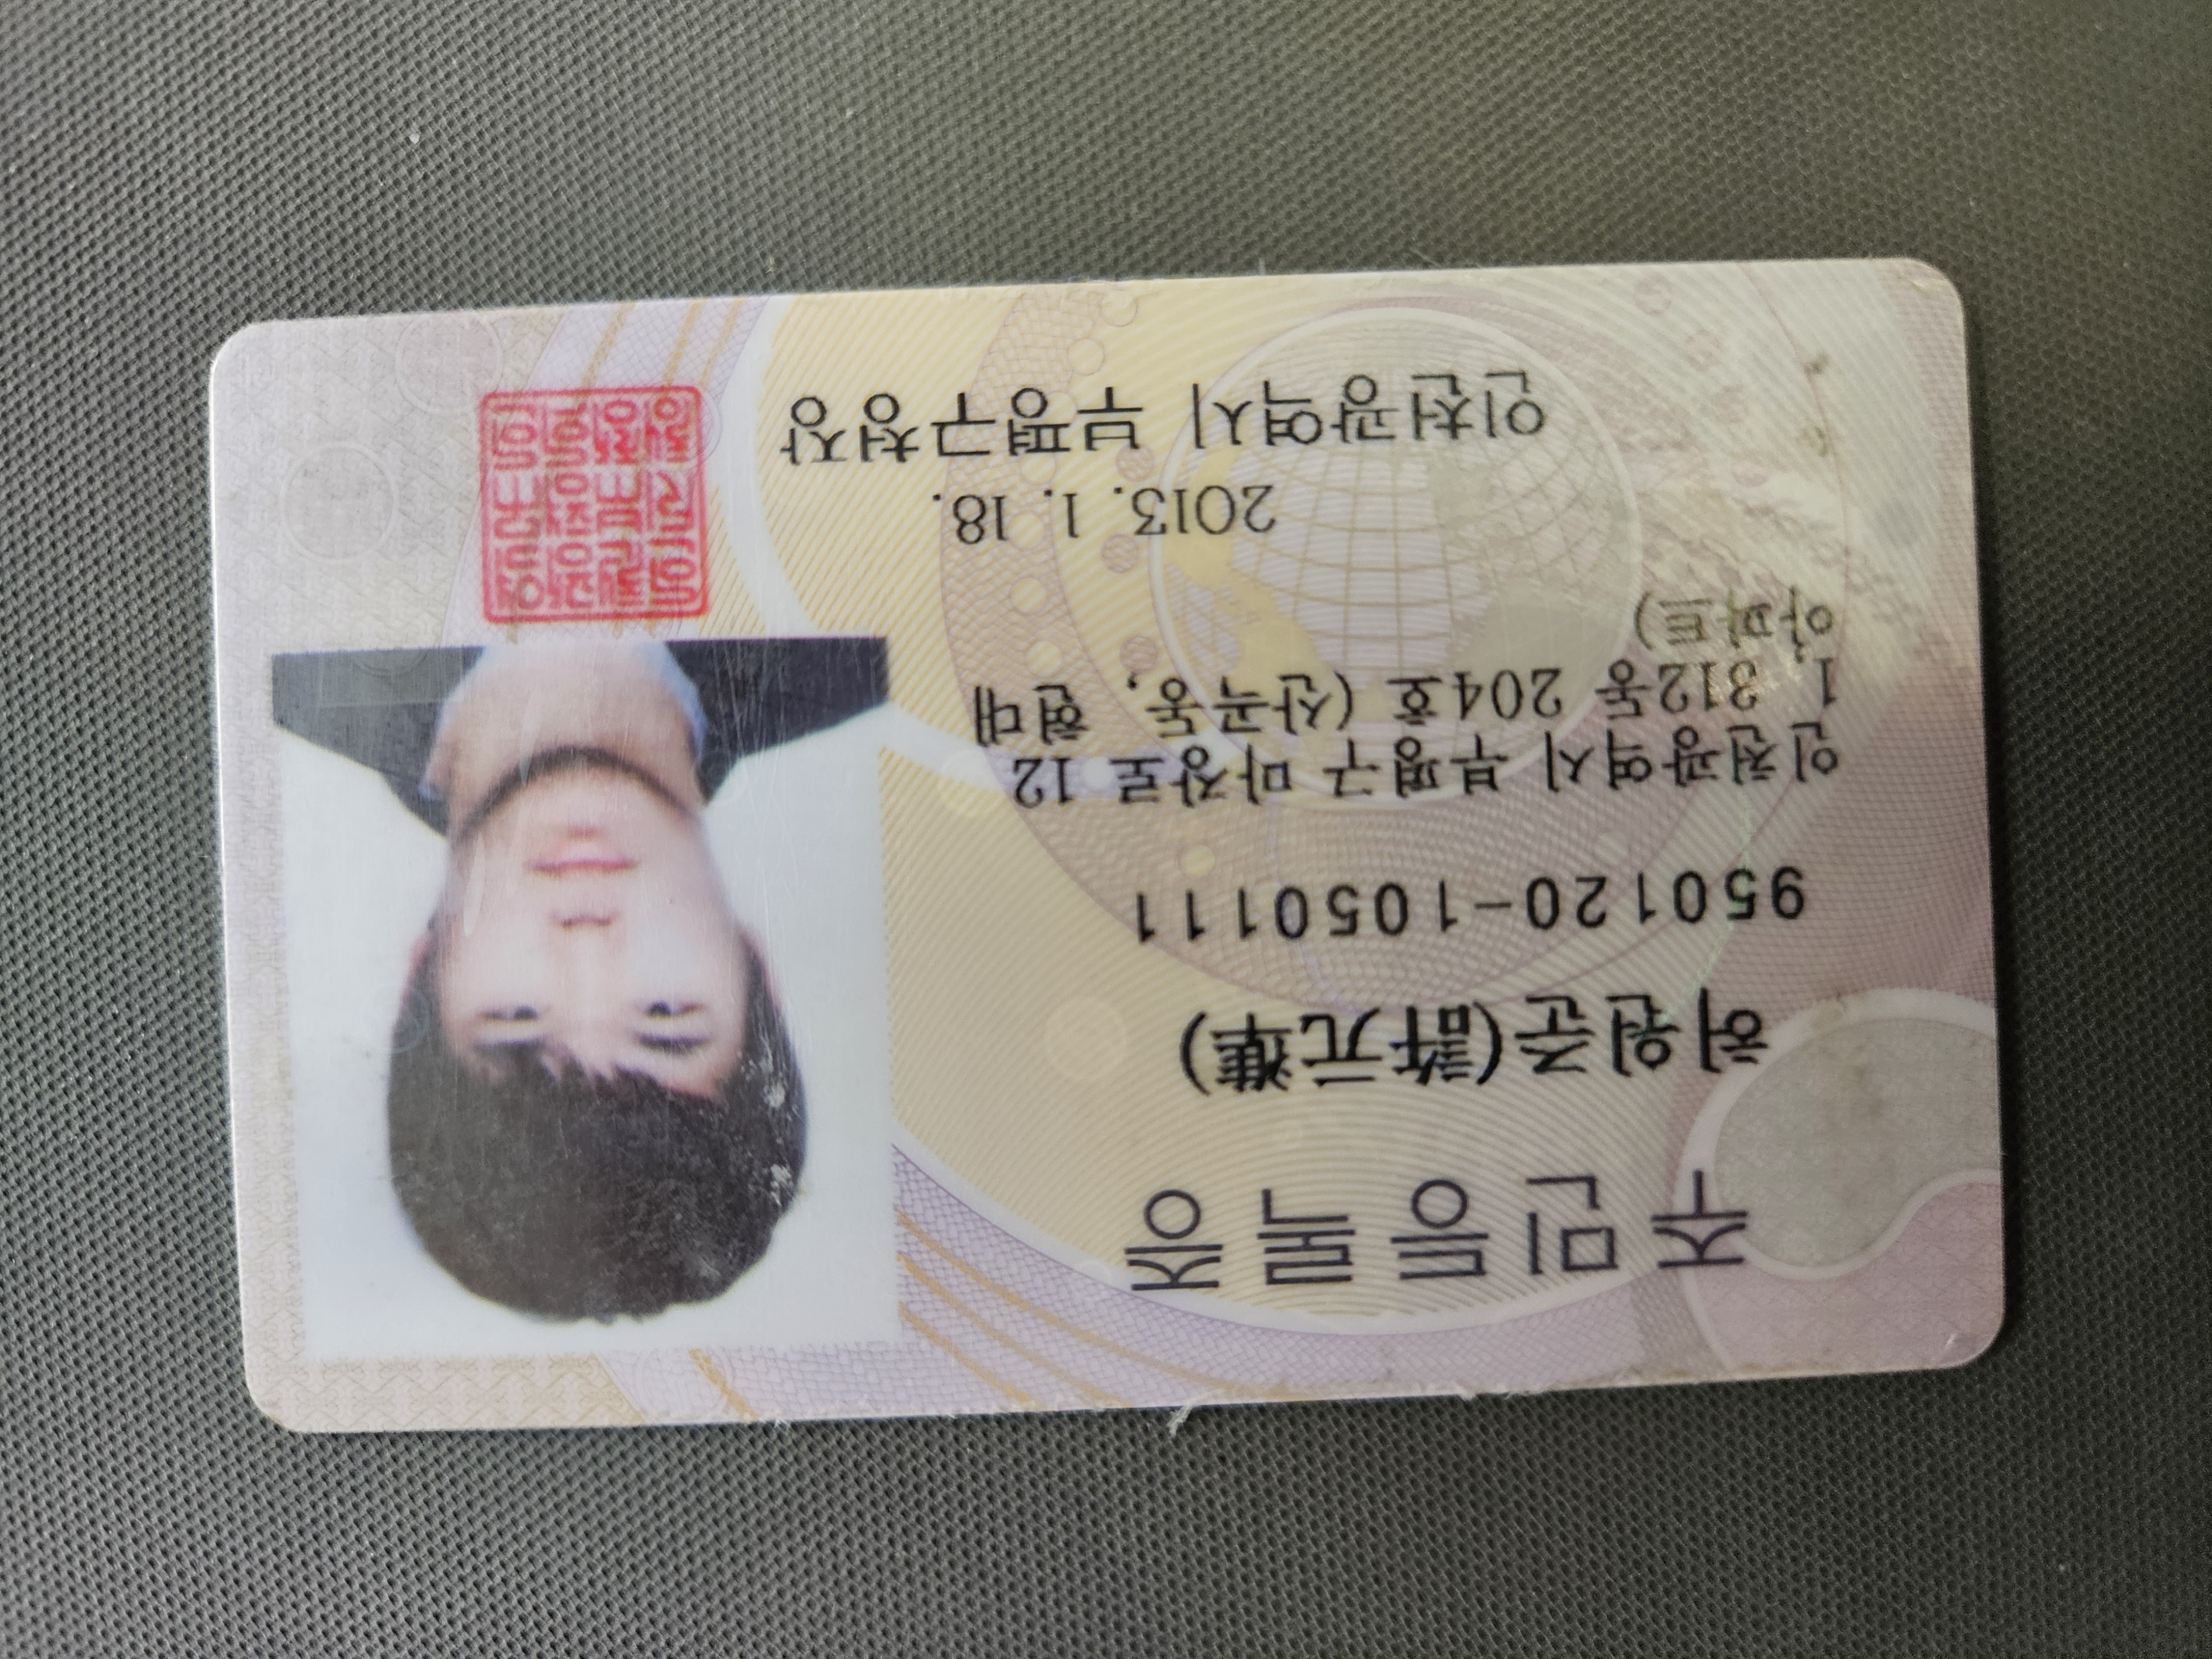 주민등록증
허원준(許元準)
950120-1050111
인천광역시 부평구 마장로 12
1 312동 204호 (산곡동, 현대
아파트)
2013. 1. 18.
인천광역시 부평구청장